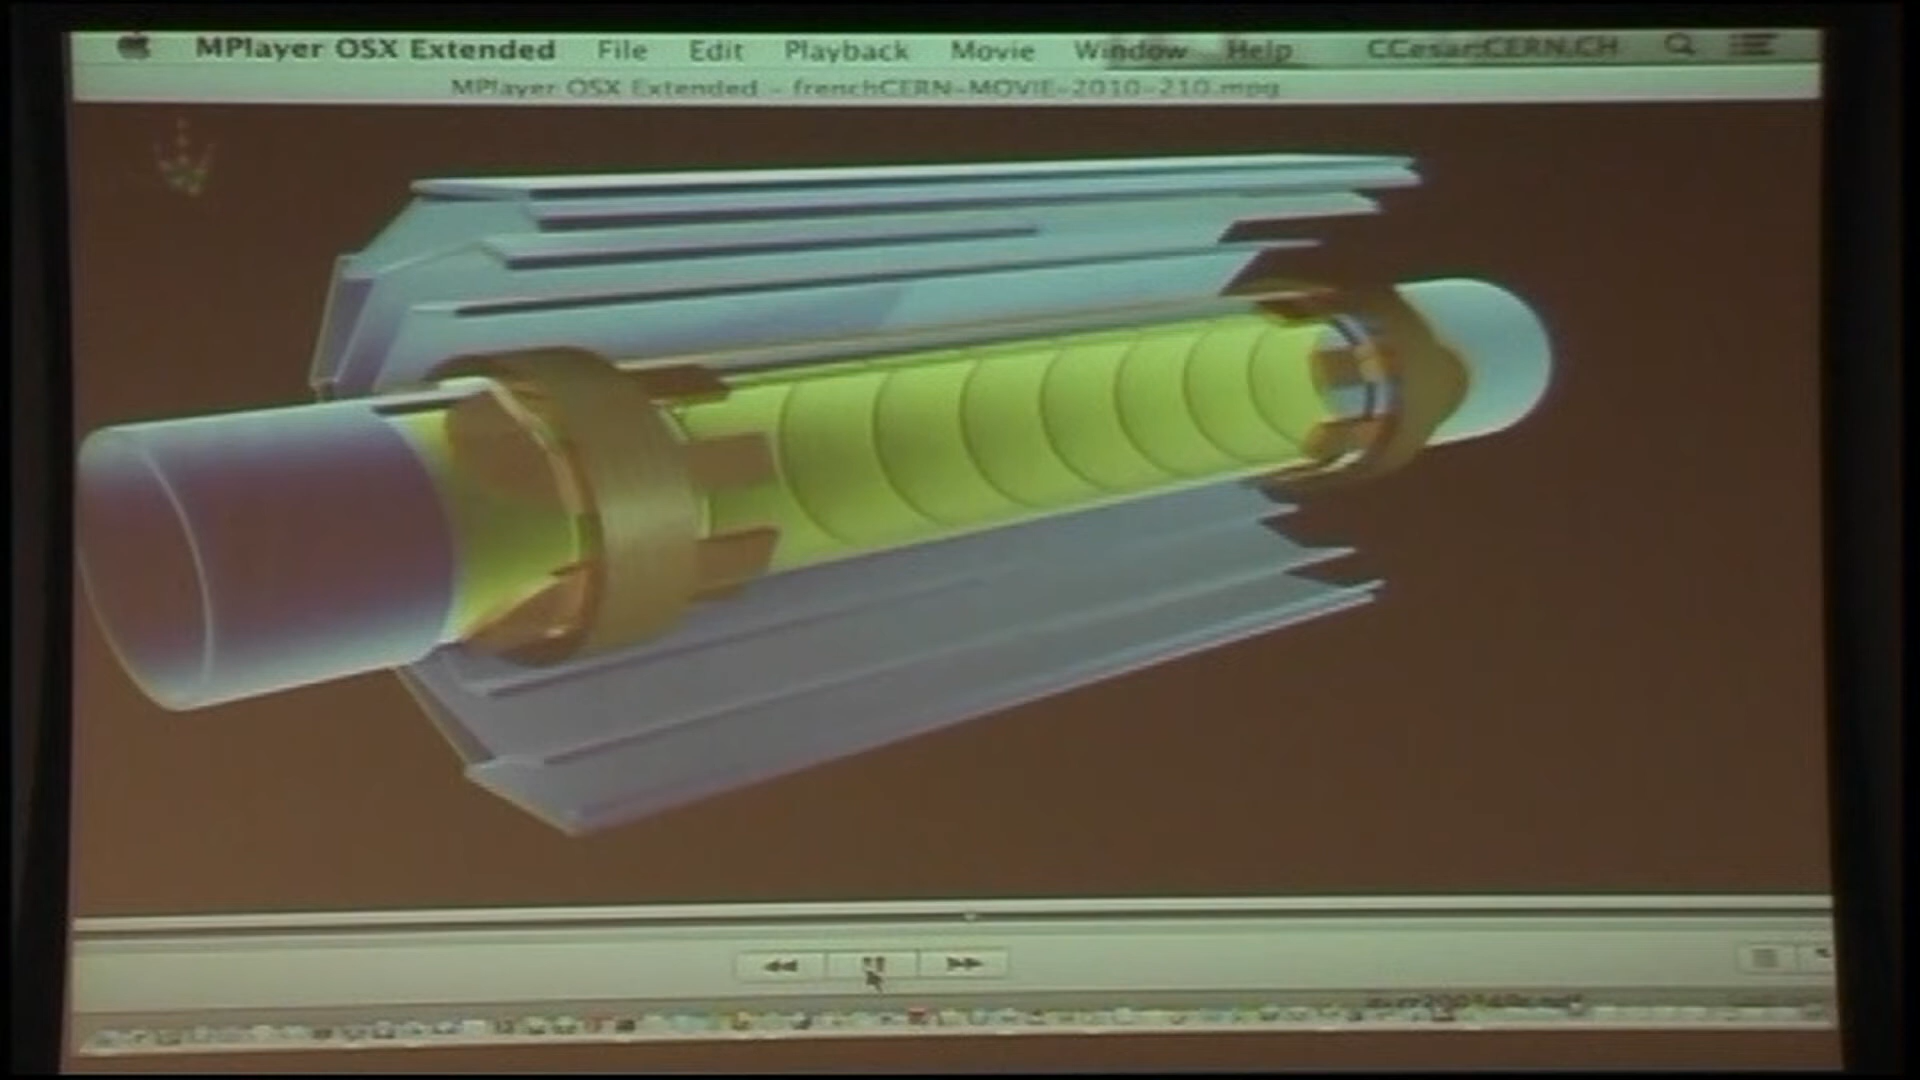 MPlayer OSX Extended File Edit Playback Movie Window Help CCesar:CERN.CH
MPlayer OSX Extended - frenchCERN-MOVIE-2010-210.mpg